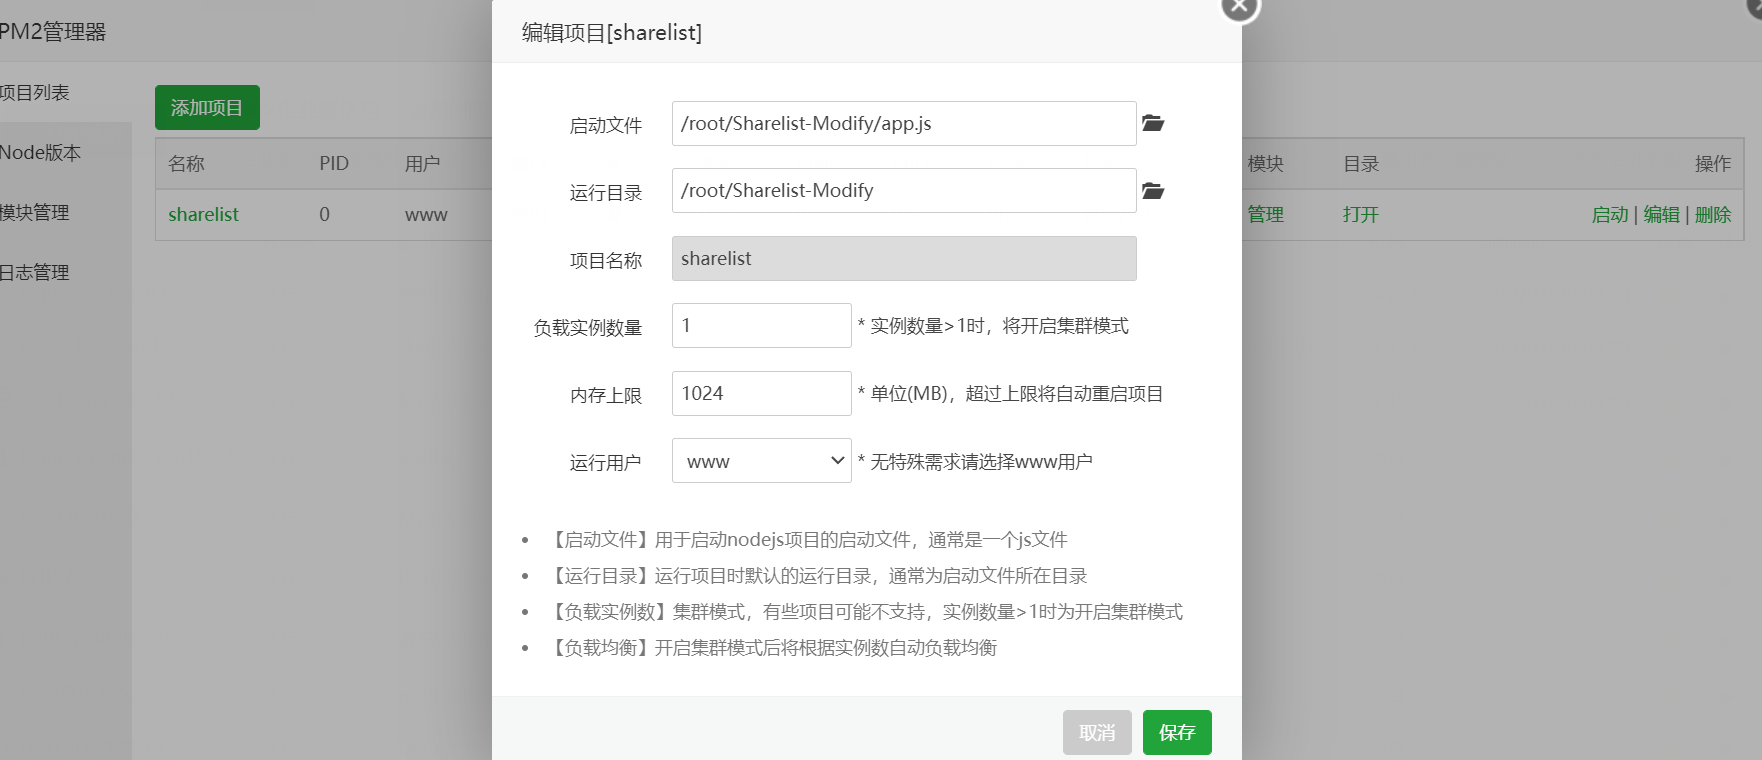 PM2管理器
项目列表
Node版本
模块管理
日志管理
添加项目
名称 PID 用户 模块 目录 操作
sharelist 0 www 管理 打开 启动 | 编辑 | 删除
编辑项目[sharelist]
启动文件 /root/Sharelist-Modify/app.js
运行目录 /root/Sharelist-Modify
项目名称 sharelist
负载实例数量 1 * 实例数量>1时，将开启集群模式
内存上限 1024 * 单位(MB)，超过上限将自动重启项目
运行用户 www * 无特殊需求请选择www用户
• 【启动文件】用于启动nodejs项目的启动文件，通常是一个js文件
• 【运行目录】运行项目时默认的运行目录，通常为启动文件所在目录
• 【负载实例数】集群模式，有些项目可能不支持，实例数量>1时为开启集群模式
• 【负载均衡】开启集群模式后将根据实例数自动负载均衡
取消 保存